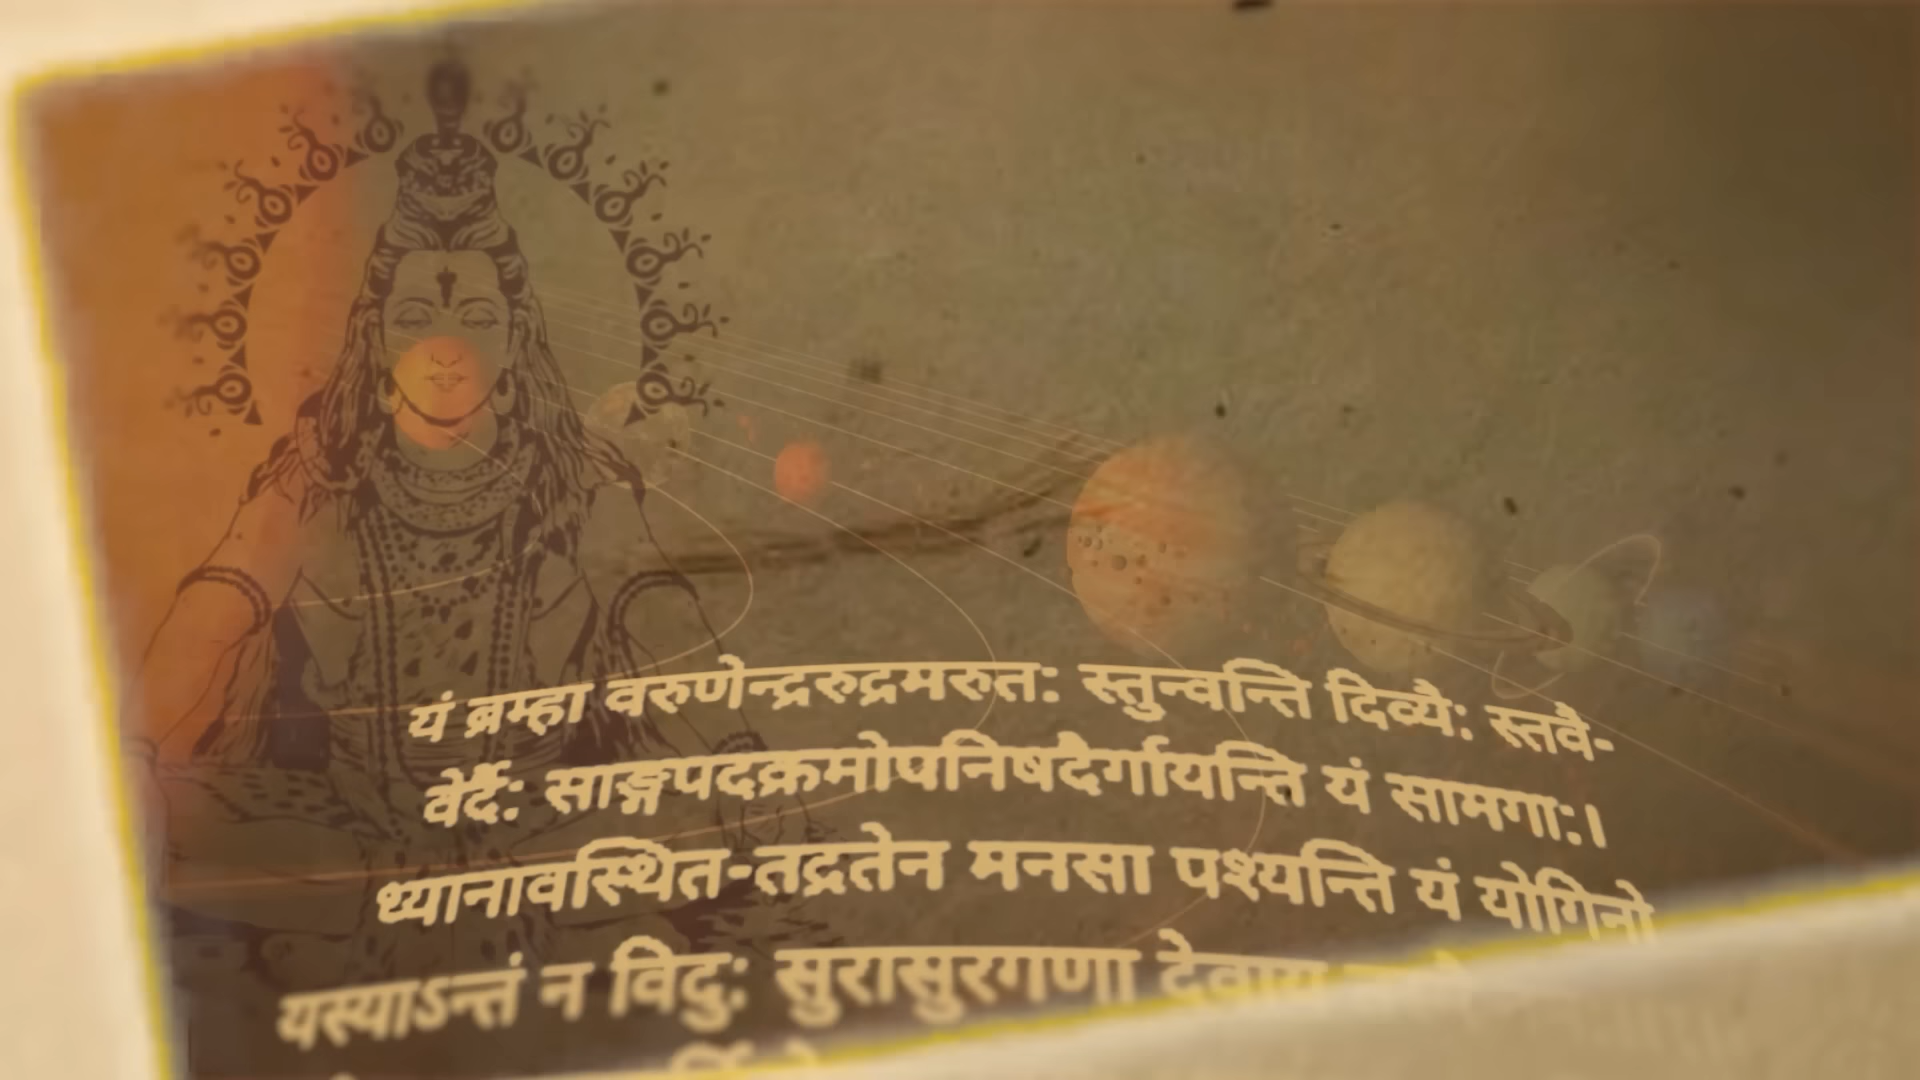 यं ब्रम्हा वरुणेन्द्ररुद्रमरुत: स्तुन्वन्ति दिव्यै: स्तवै-
वेर्दै: साङ्गपदक्रमोपनिषदैर्गायन्ति यं सामगा:।
ध्यानावस्थित-तद्रतेन मनसा पश्यन्ति यं योगिनो
यस्याऽन्तं न विदु: सुरासुरगणा देवाय